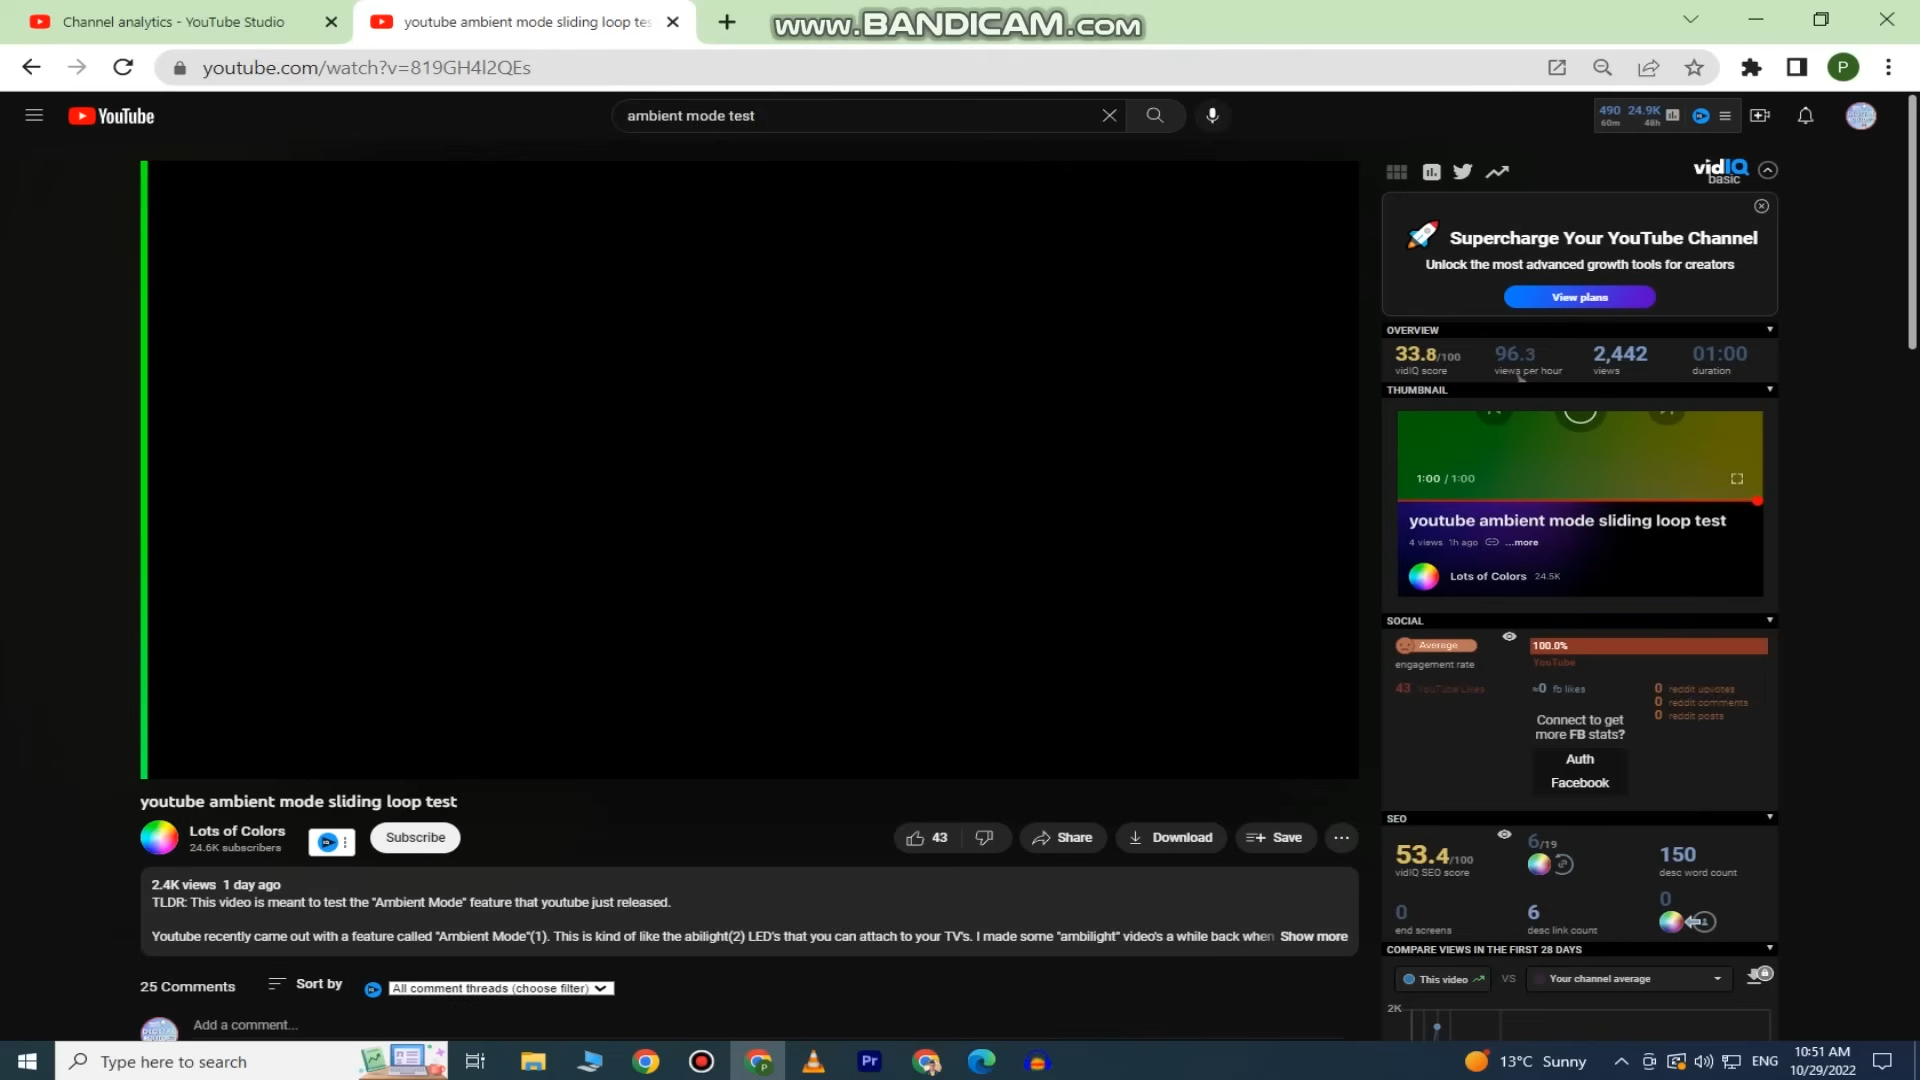 Channel analytics - YouTube Studio
youtube ambient mode sliding loop tes
www.BANDICAM.com
youtube.com/watch?v=819GH4l2QEs
P
YouTube
ambient mode test
490 24.9K
60m 48h
vidIQ
basic
Supercharge Your YouTube Channel
Unlock the most advanced growth tools for creators
View plans
OVERVIEW
33.8/100 96.3 2,442 01:00
vidIQ score views per hour views duration
THUMBNAIL
1:00 / 1:00
youtube ambient mode sliding loop test
4 views 1h ago ...more
Lots of Colors 24.5K
SOCIAL
Average 100.0%
engagement rate YouTube
43 YouTube Likes ≈0 fb likes 0 reddit upvotes
0 reddit comments
0 reddit posts
Connect to get
more FB stats?
Auth
Facebook
youtube ambient mode sliding loop test
Lots of Colors
24.6K subscribers
Subscribe
43
Share
Download
Save
2.4K views 1 day ago
TLDR: This video is meant to test the "Ambient Mode" feature that youtube just released.
Youtube recently came out with a feature called "Ambient Mode"(1). This is kind of like the abilight(2) LED's that you can attach to your TV's. I made some "ambilight" video's a while back when Show more
25 Comments
Sort by
All comment threads (choose filter)
Add a comment...
SEO
53.4/100 6/19 150
vidIQ SEO score desc word count
0 6 0
end screens desc link count
COMPARE VIEWS IN THE FIRST 28 DAYS
This video VS Your channel average
2K
Type here to search
Pr
P
13°C Sunny
ENG
10:51 AM
10/29/2022